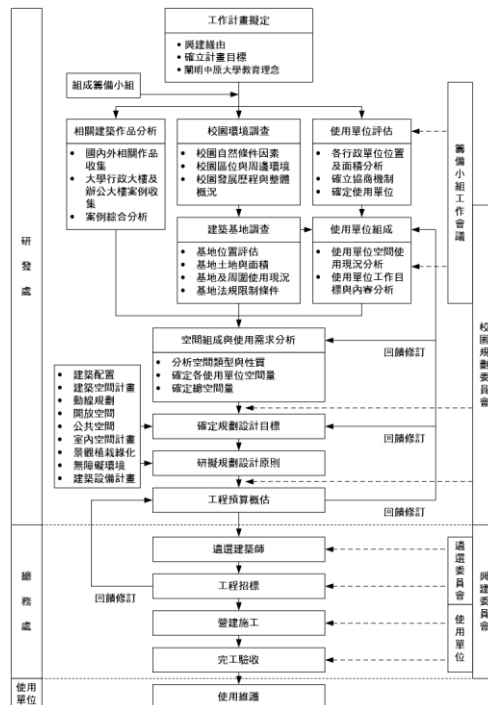 工作計畫擬定
• 興建緣由
• 確立計畫目標
• 闡明中原大學教育理念
組成籌備小組
相關建築作品分析
• 國內外相關作品
收集
• 大學行政大樓及
辦公大樓案例收
集
• 案例綜合分析
校園環境調查
• 校園自然條件因素
• 校園區位與周邊環境
• 校園發展歷程與整體
概況
使用單位評估
• 各行政單位位置
及面積分析
• 確立協商機制
• 確定使用單位
籌備小組工作會議
建築基地調查
• 基地位置評估
• 基地土地與面積
• 基地及周圍使用現況
• 基地法規限制條件
使用單位組成
• 使用單位空間使
用現況分析
• 使用單位工作目
標與內容分析
研發處
校園規劃委員會
空間組成與使用需求分析
• 分析空間類型與性質
• 確定各使用單位空間量
• 確定總空間量
回饋修訂
• 建築配置
• 建築空間計畫
• 動線規劃
• 開放空間
• 公共空間
• 室內空間計畫
• 景觀植栽綠化
• 無障礙環境
• 建築設備計畫
確定規劃設計目標
回饋修訂
研擬規劃設計原則
工程預算概估
回饋修訂
總務處
遴選建築師
遴選委員會
興建委員會
工程招標
回饋修訂
營建施工
使用單位
完工驗收
使用
單位
使用維護